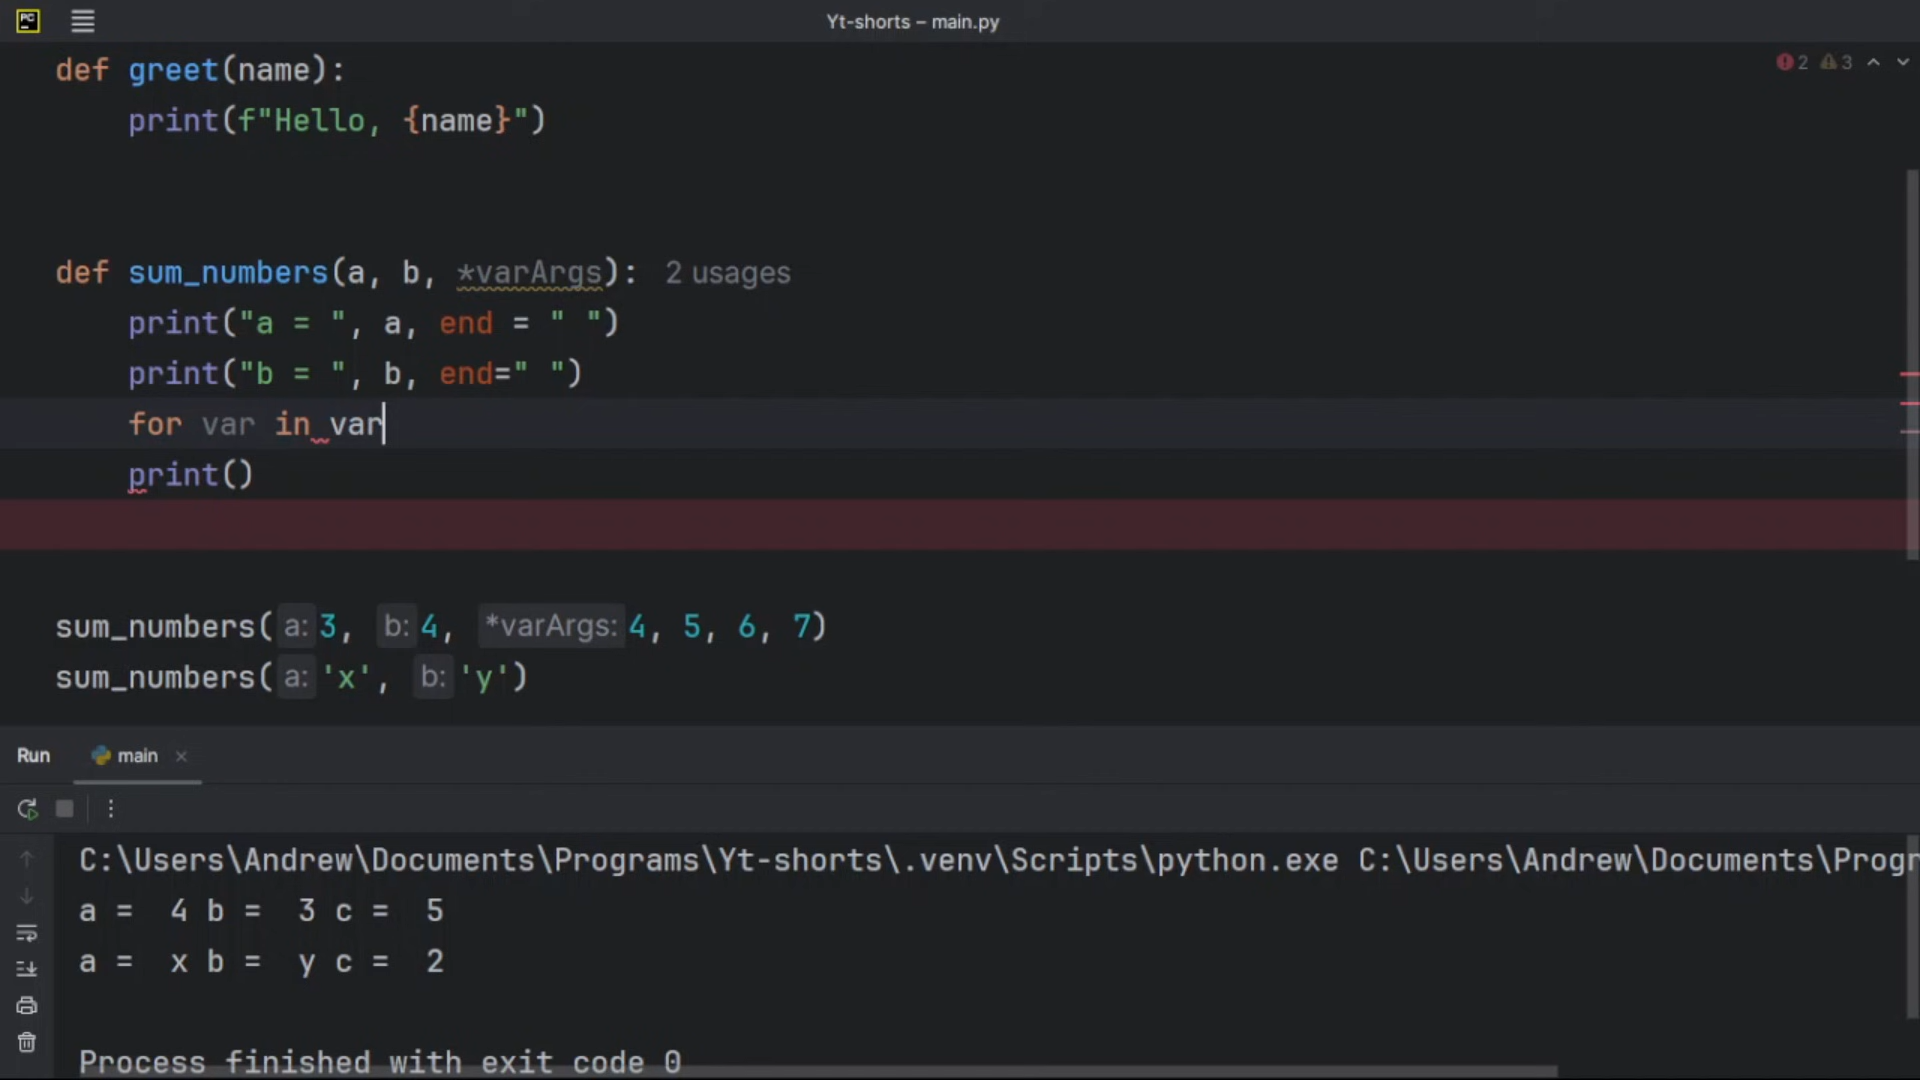 PC
Yt-shorts – main.py
def greet(name):
2 3
print(f"Hello, {name}")
def sum_numbers(a, b, *varArgs): 2 usages
print("a = ", a, end = " ")
print("b = ", b, end=" ")
for var in var
print()
sum_numbers( a: 3, b: 4, *varArgs: 4, 5, 6, 7)
sum_numbers( a: 'x', b: 'y')
Run main
C:\Users\Andrew\Documents\Programs\Yt-shorts\.venv\Scripts\python.exe C:\Users\Andrew\Documents\Progr
a =  4 b =  3 c =  5
a =  x b =  y c =  2
Process finished with exit code 0